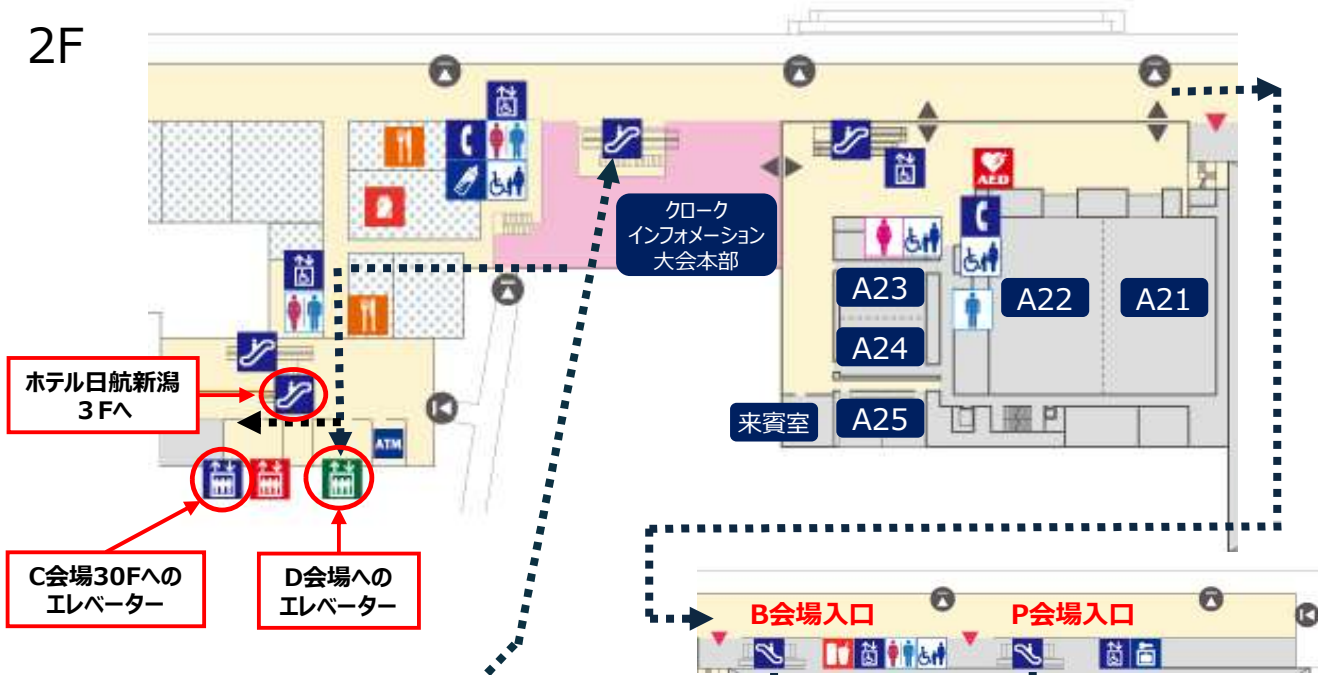 2F
クローク
インフォメーション
大会本部
AED
A23
A24
A22
A21
来賓室
A25
ホテル日航新潟
3Fへ
ATM
C会場30Fへの
エレベーター
D会場への
エレベーター
B会場入口
P会場入口